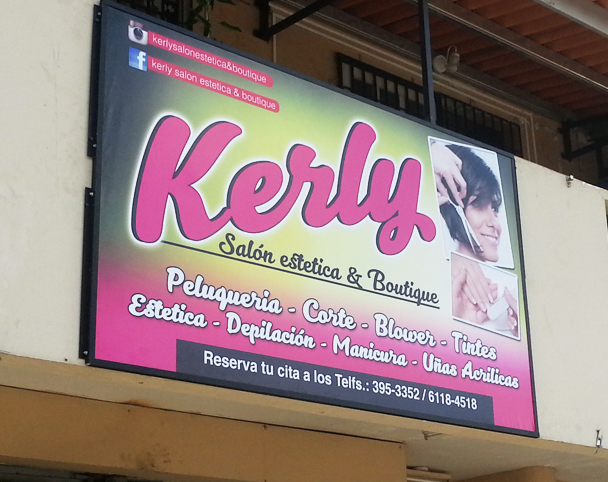 kerlysalonestetica&boutique
kerly salon estetica & boutique
Kerly
Salón estetica & Boutique
Peluqueria - Corte - Blower - Tintes
Estetica - Depilación - Manicura - Uñas Acrilicas
Reserva tu cita a los Telfs.: 395-3352 / 6118-4518